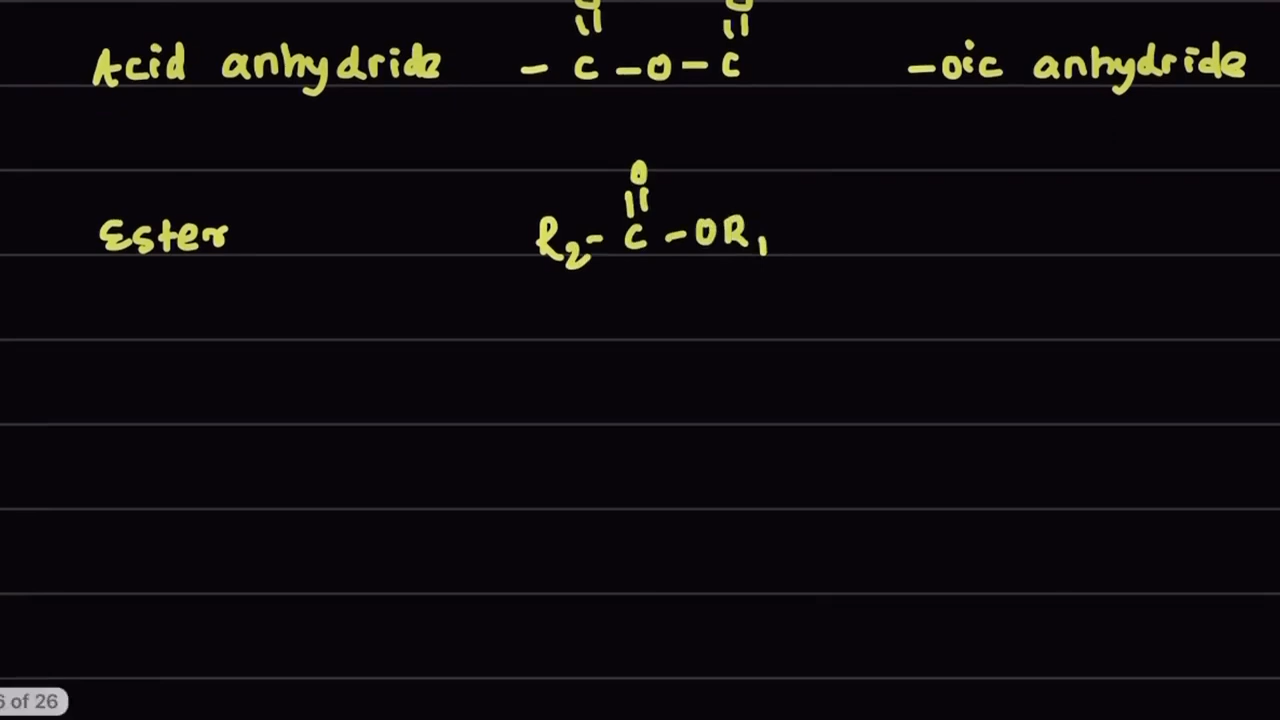 O O
|| ||
Acid anhydride - C - O - C -oic anhydride
O
||
Ester R₂ - C - OR₁
6 of 26